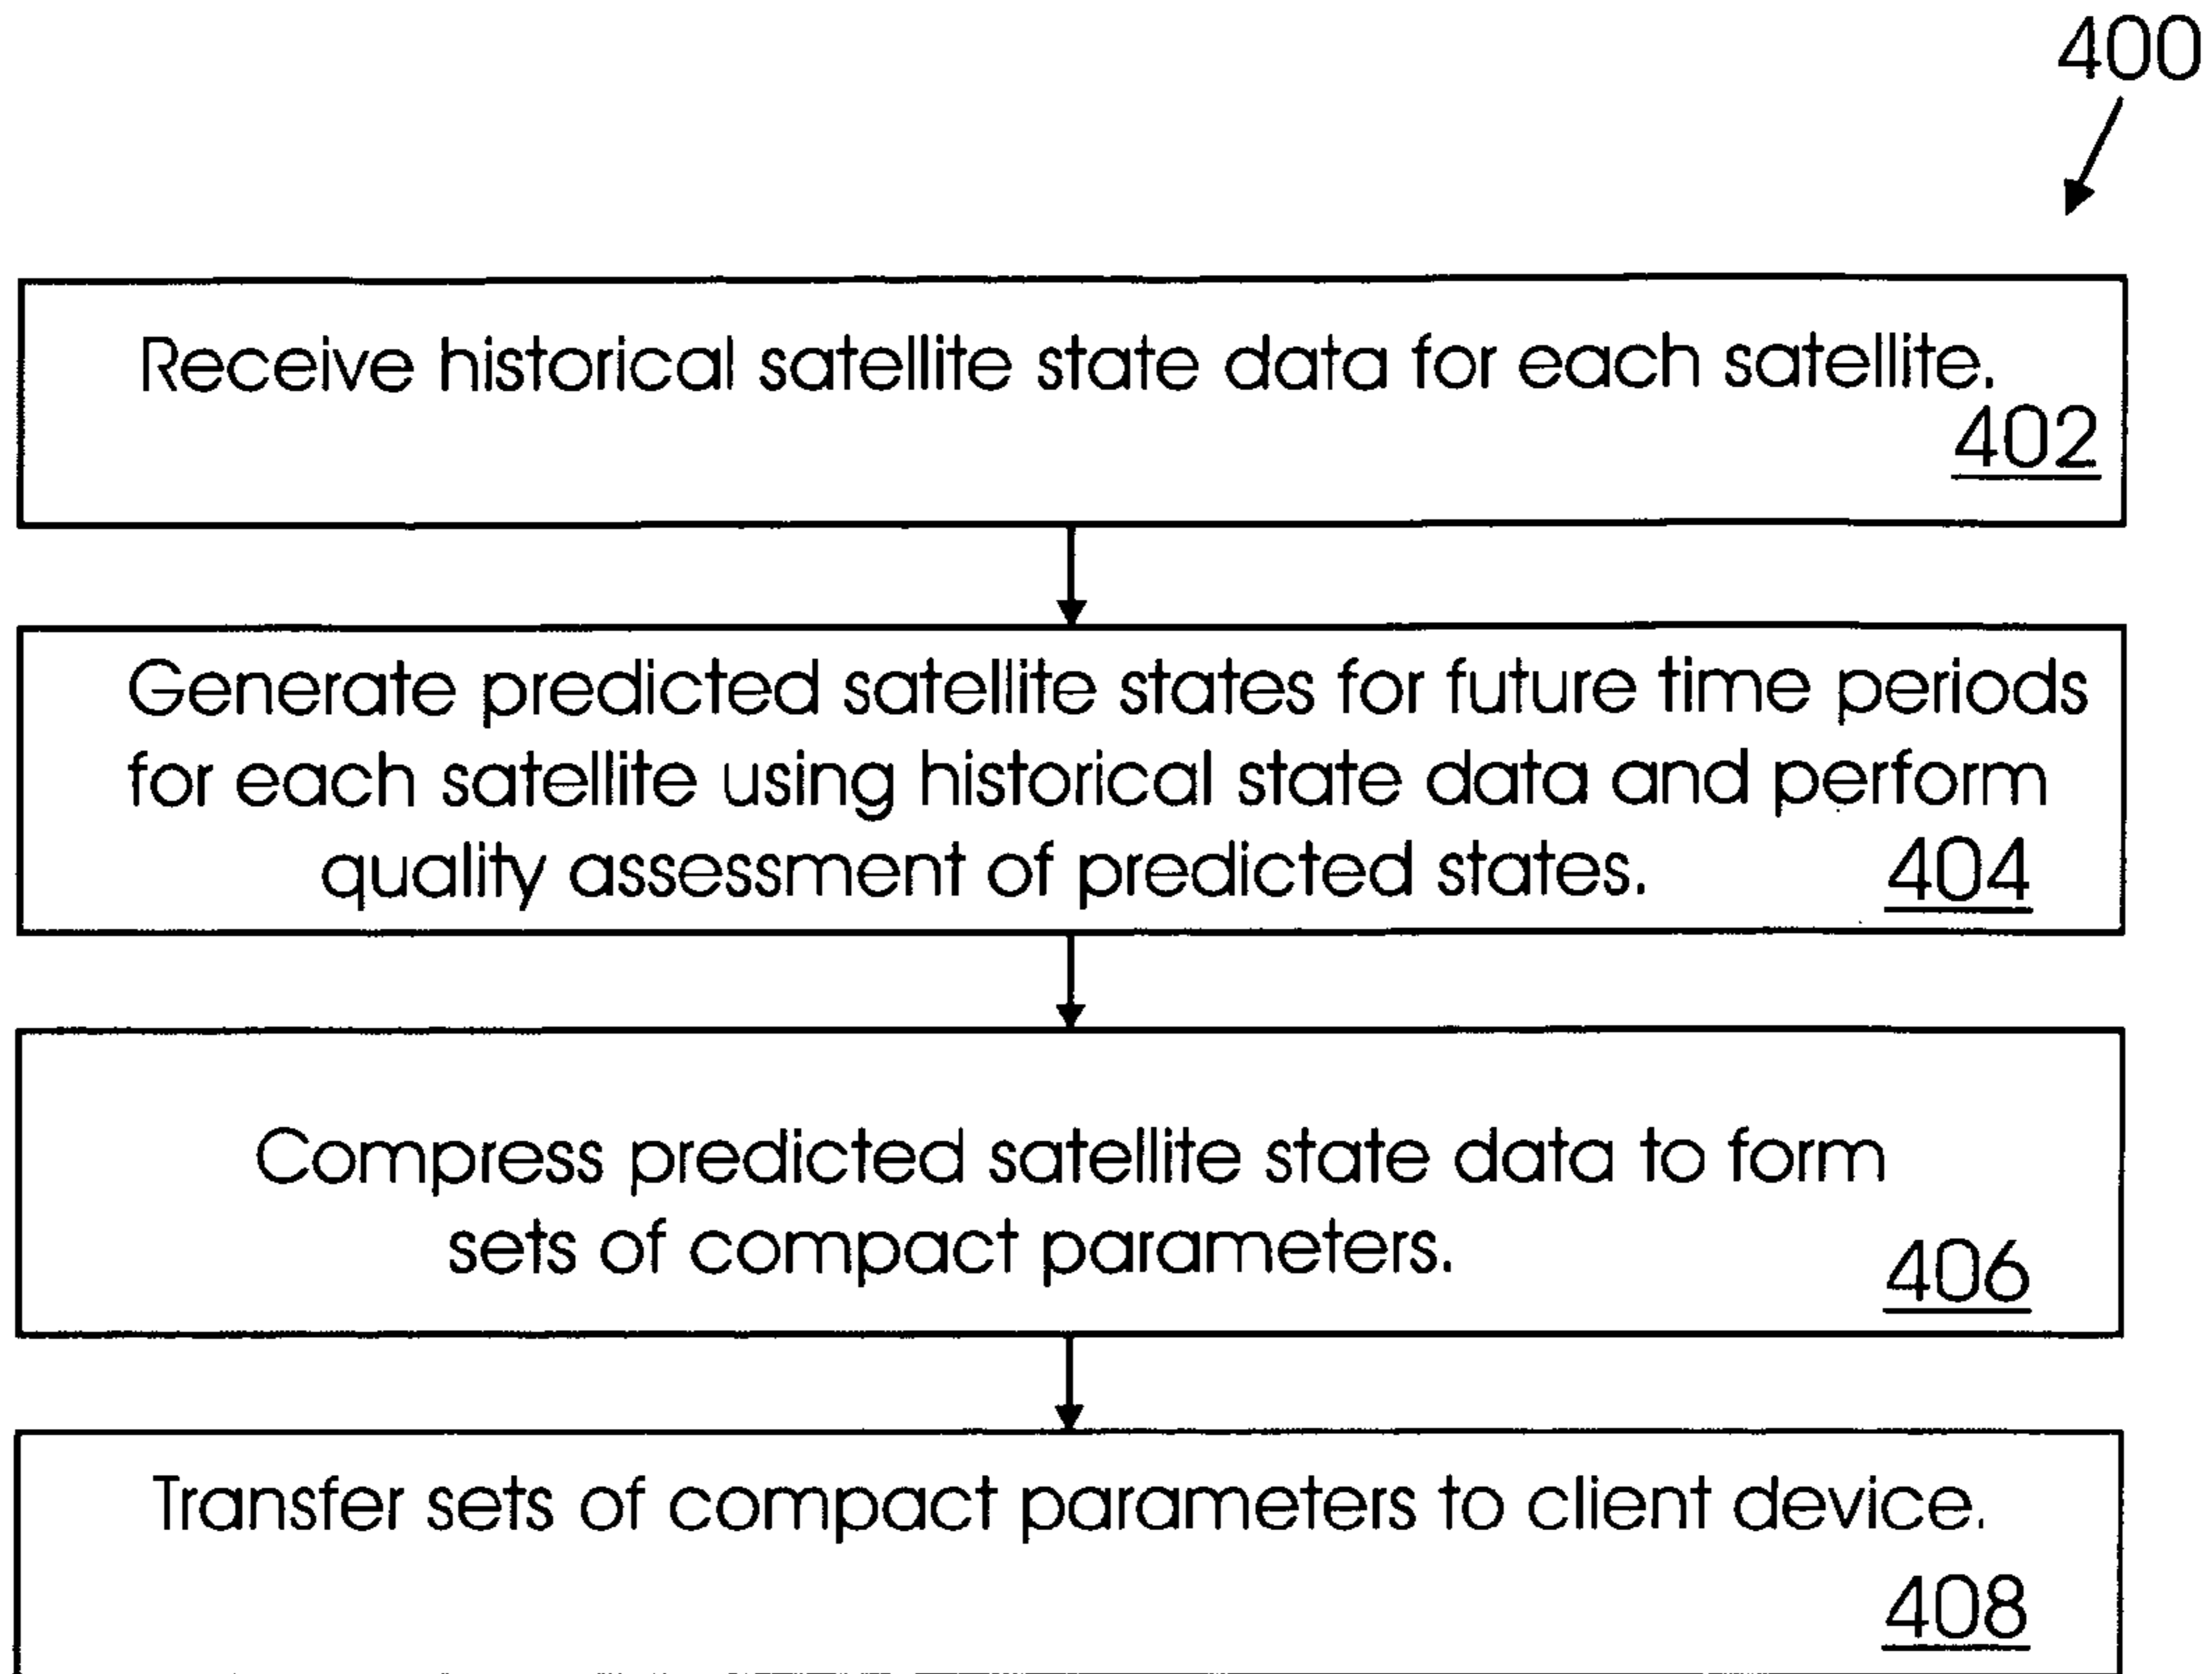 400
Receive historical satellite state data for each satellite.
402
Generate predicted satellite states for future time periods
for each satellite using historical state data and perform
quality assessment of predicted states. 404
Compress predicted satellite state data to form
sets of compact parameters.
406
Transfer sets of compact parameters to client device.
408